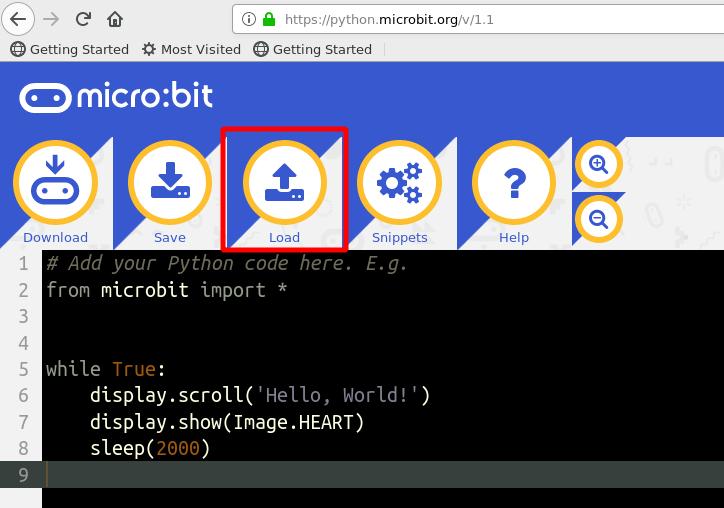 https://python.microbit.org/v/1.1
Getting Started Most Visited Getting Started
micro:bit
Download Save Load Snippets Help
1 # Add your Python code here. E.g.
2 from microbit import *
3
4
5 while True:
6     display.scroll('Hello, World!')
7     display.show(Image.HEART)
8     sleep(2000)
9